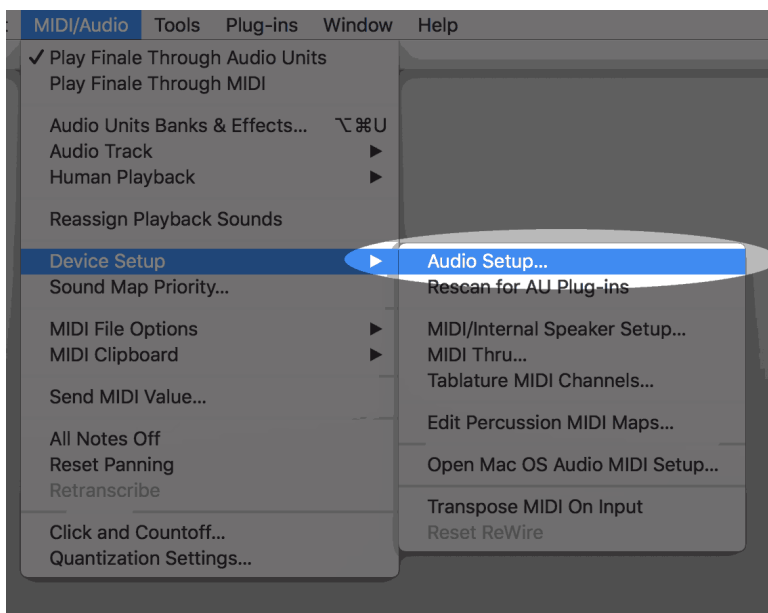 MIDI/Audio Tools Plug-ins Window Help
✓ Play Finale Through Audio Units
Play Finale Through MIDI
Audio Units Banks & Effects... ⌥⌘U
Audio Track ▶
Human Playback ▶
Reassign Playback Sounds
Device Setup ▶
Sound Map Priority...
MIDI File Options ▶
MIDI Clipboard ▶
Send MIDI Value...
All Notes Off
Reset Panning
Retranscribe
Click and Countoff...
Quantization Settings...
Audio Setup...
Rescan for AU Plug-ins
MIDI/Internal Speaker Setup...
MIDI Thru...
Tablature MIDI Channels...
Edit Percussion MIDI Maps...
Open Mac OS Audio MIDI Setup...
Transpose MIDI On Input
Reset ReWire